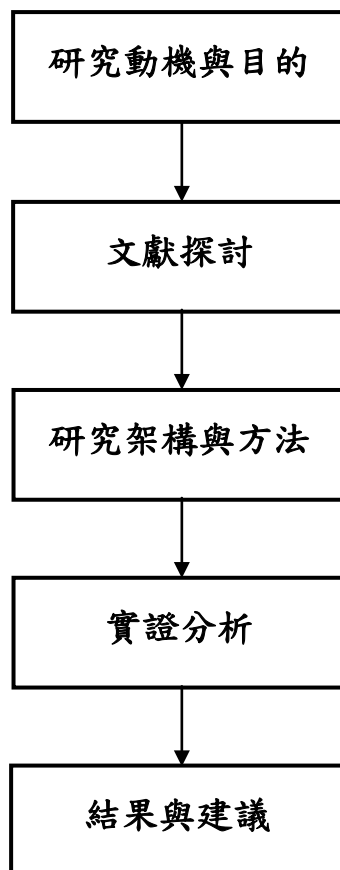 研究動機與目的
文獻探討
研究架構與方法
實證分析
結果與建議